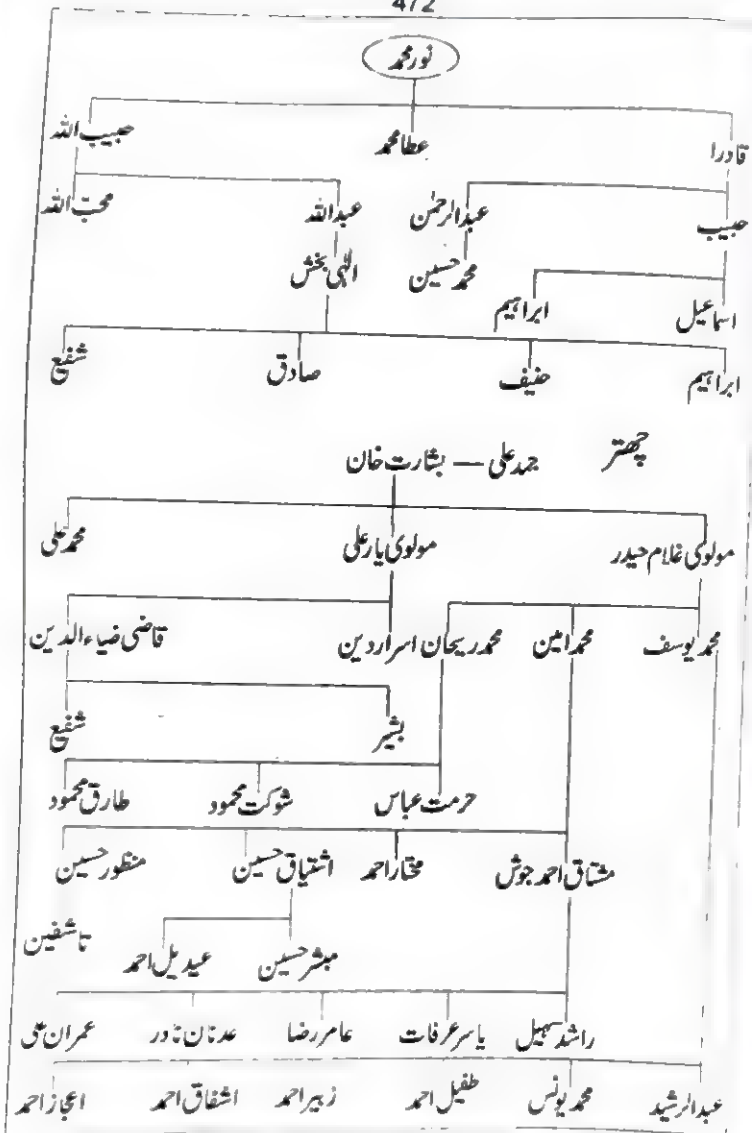 472
نور محمد
قادرا عطا محمد حبیب اللہ
حبیب عبدالرحمٰن عبداللہ محبّ اللہ
اسماعیل ابراہیم محمد حسین الٰہی بخش
ابراہیم حنیف صادق شفیع
چھتر جمد علی — بشارت خان
مولوی غلام حیدر مولوی یار علی محمد علی
محمد یوسف محمد امین محمد ریحان اسرار دین قاضی ضیاء الدین
بشیر شفیع
حرمت عباس شوکت محمود طارق محمود
مشتاق احمد جوش مختار احمد اشتیاق حسین منظور حسین
مبشر حسین عیدیل احمد تاشفین
راشد سہیل یاسر عرفات عامر رضا عدنان نادر عمران علی
عبدالرشید محمد یونس طفیل احمد زبیر احمد اشفاق احمد اعجاز احمد